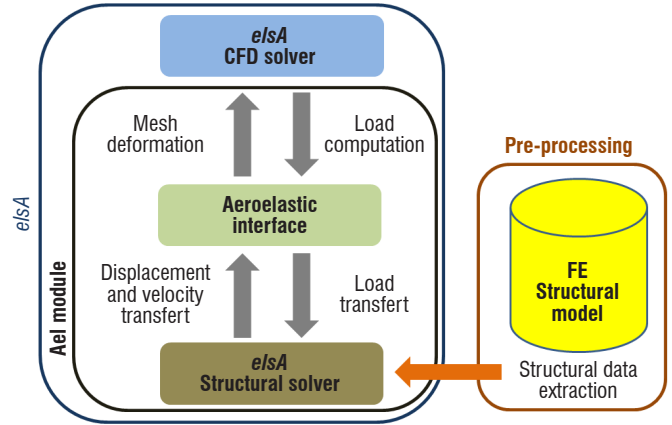 elsA
CFD solver
Mesh
deformation
Load
computation
Pre-processing
elsA
Ael module
Aeroelastic
interface
FE
Structural
model
Displacement
and velocity
transfert
Load
transfert
elsA
Structural solver
Structural data
extraction